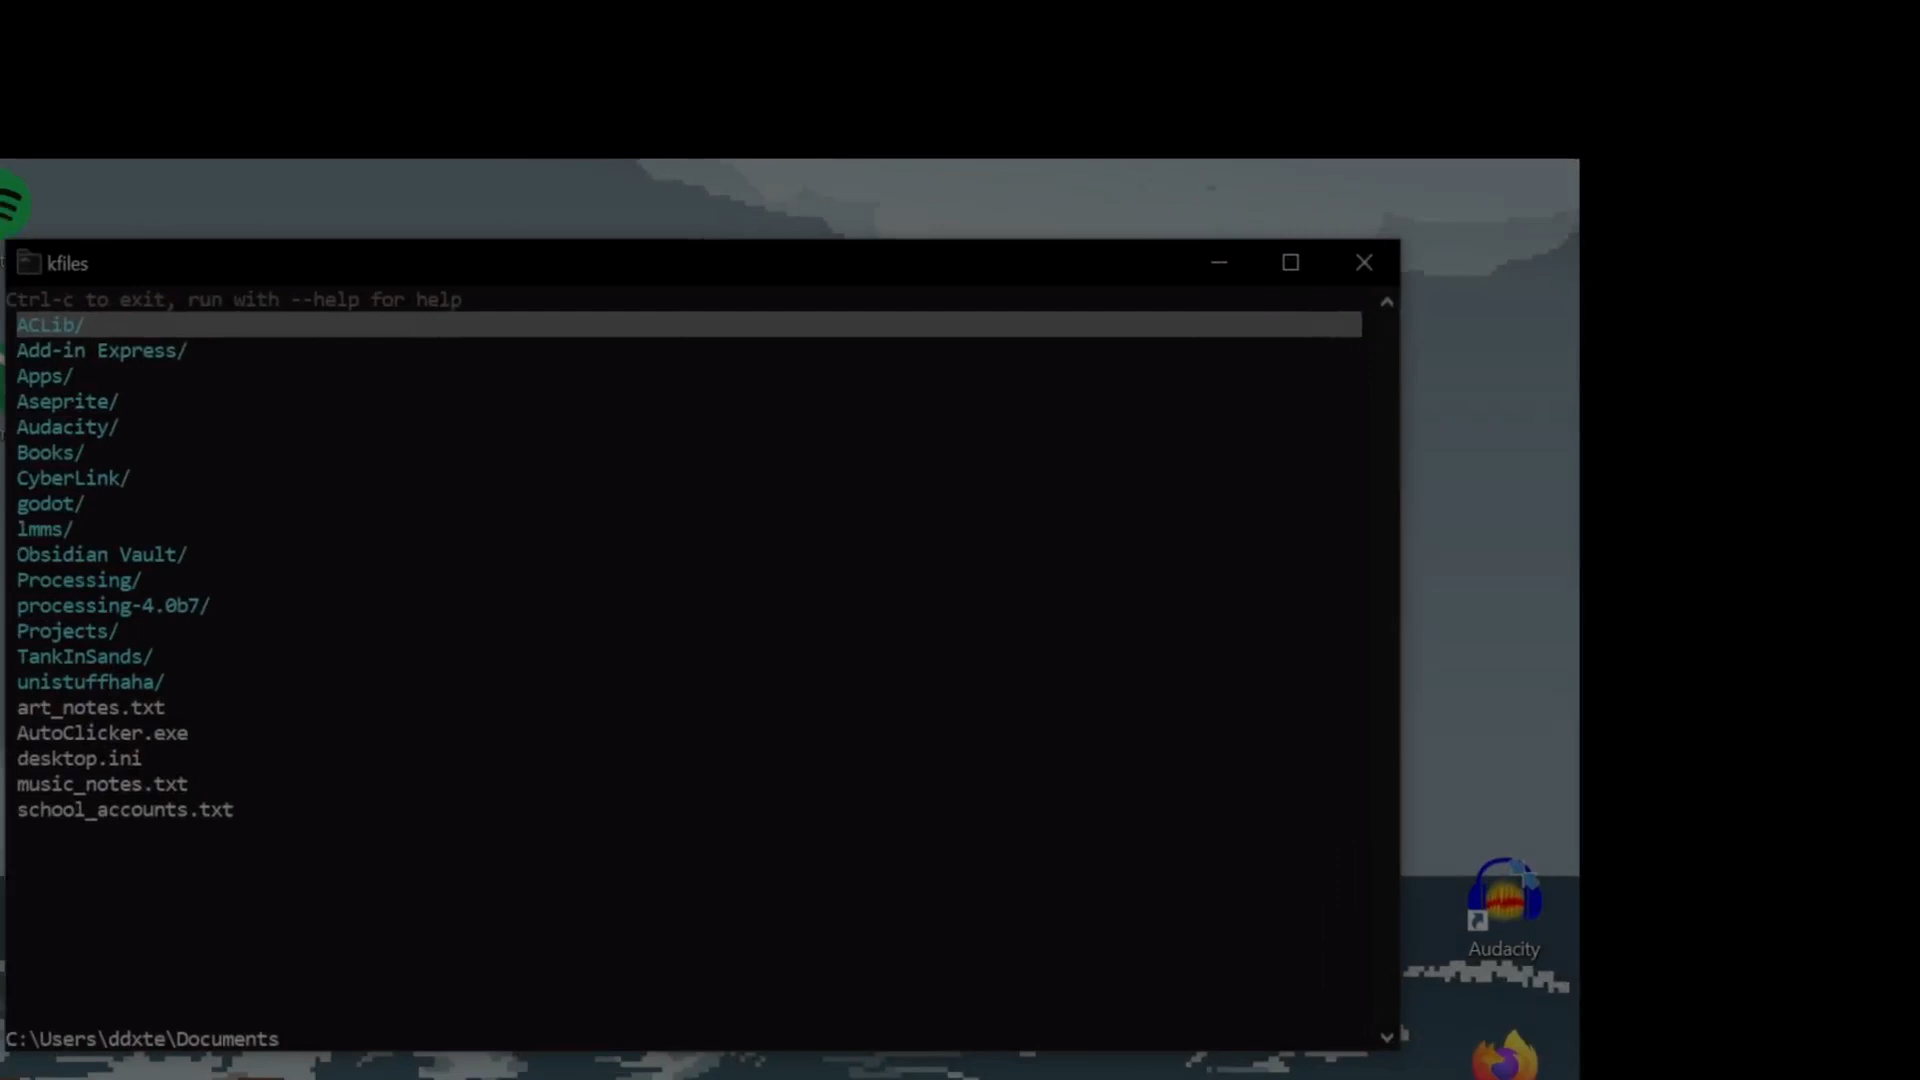 kfiles
Ctrl-c to exit, run with --help for help
ACLib/
Add-in Express/
Apps/
Aseprite/
Audacity/
Books/
CyberLink/
godot/
lmms/
Obsidian Vault/
Processing/
processing-4.0b7/
Projects/
TankInSands/
unistuffhaha/
art_notes.txt
AutoClicker.exe
desktop.ini
music_notes.txt
school_accounts.txt
Audacity
C:\Users\ddxte\Documents